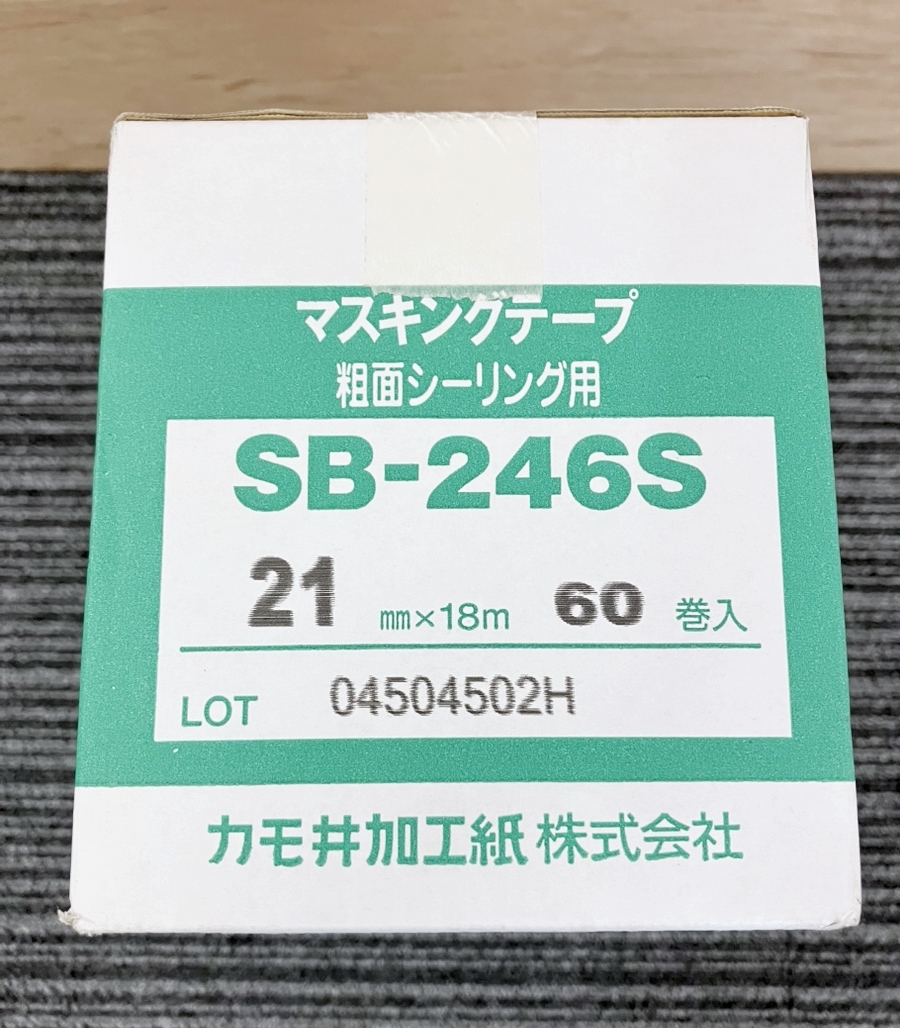 マスキングテープ
粗面シーリング用
SB-246S
21 ㎜×18m 60 巻入
LOT 04504502H
カモ井加工紙株式会社